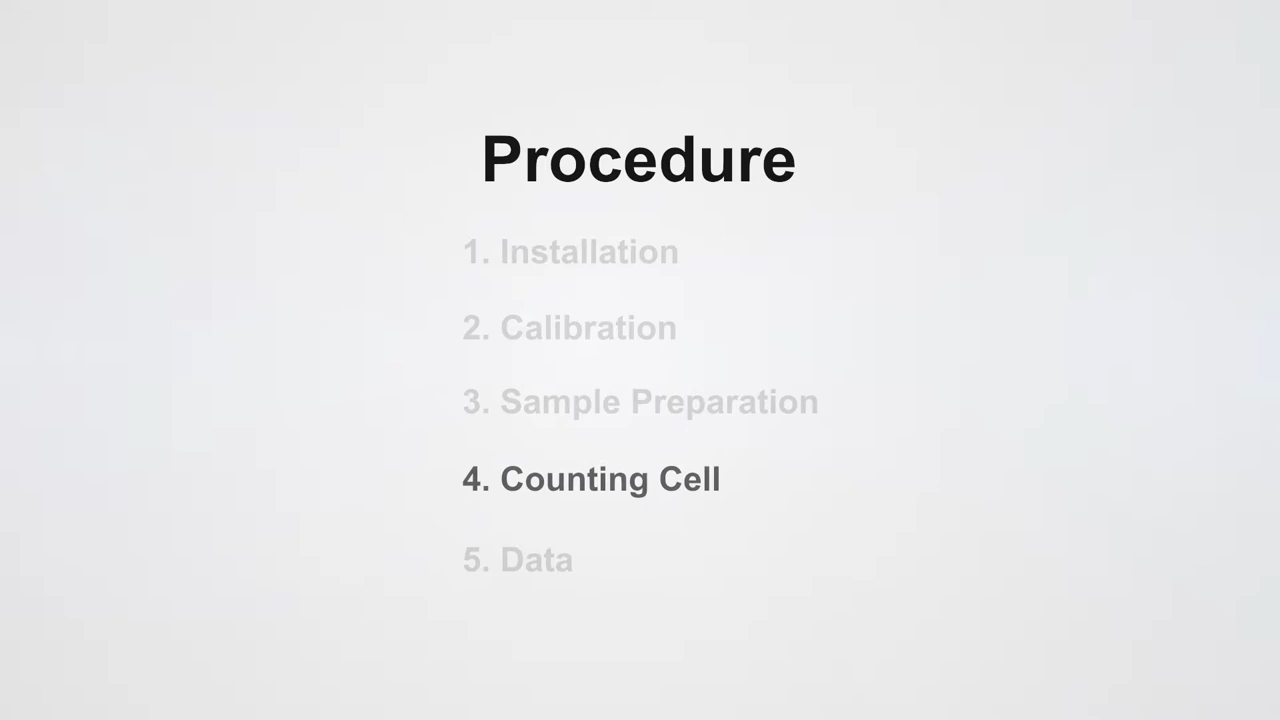 Procedure
1. Installation
2. Calibration
3. Sample Preparation
4. Counting Cell
5. Data